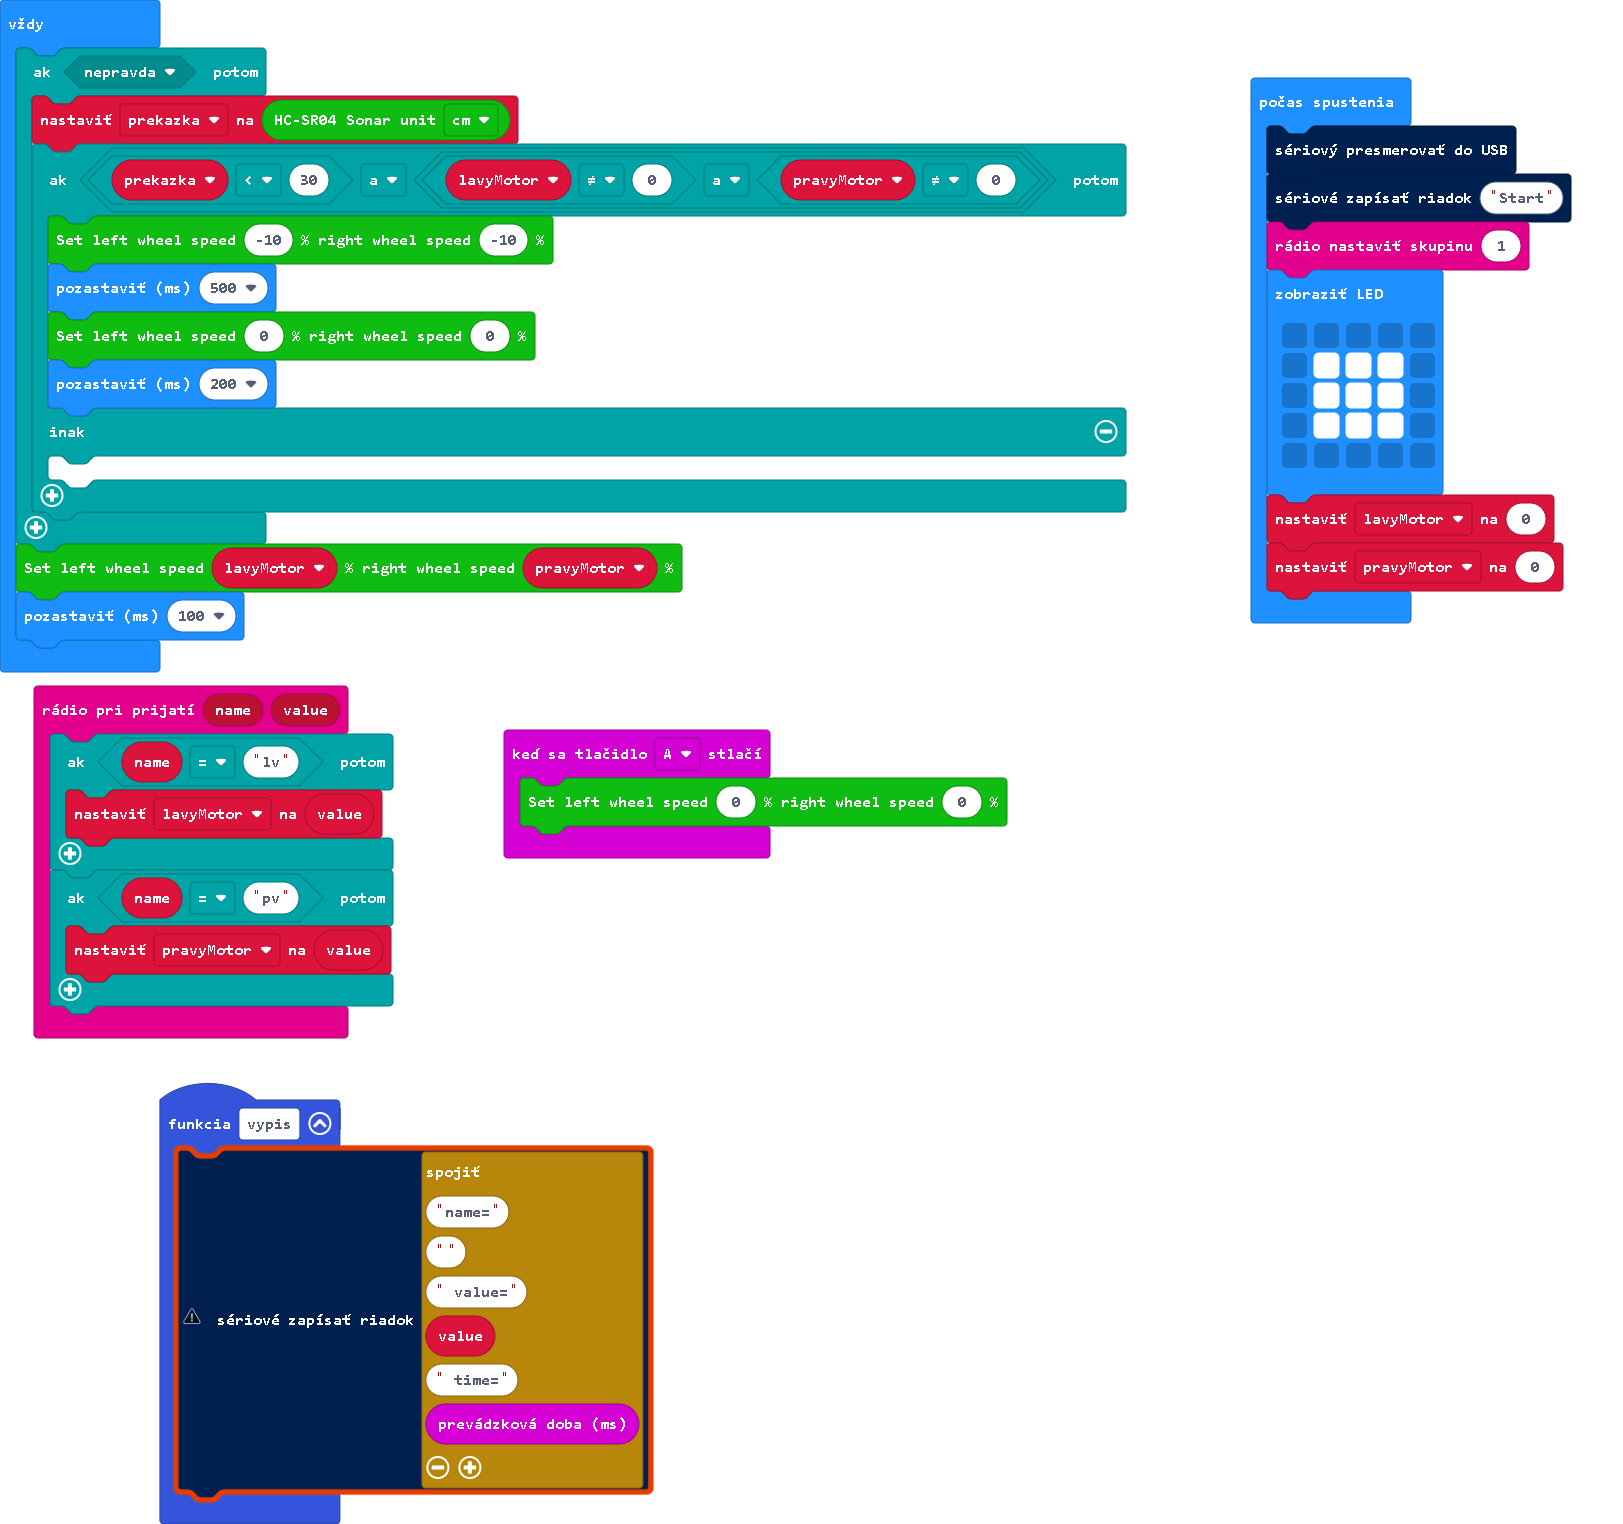 vždy
ak nepravda potom
nastaviť prekazka na HC-SR04 Sonar unit cm
ak prekazka < 30 a lavyMotor ≠ 0 a pravyMotor ≠ 0 potom
Set left wheel speed -10 % right wheel speed -10 %
pozastaviť (ms) 500
Set left wheel speed 0 % right wheel speed 0 %
pozastaviť (ms) 200
inak
Set left wheel speed lavyMotor % right wheel speed pravyMotor %
pozastaviť (ms) 100
počas spustenia
sériový presmerovať do USB
sériové zapísať riadok "Start"
rádio nastaviť skupinu 1
zobraziť LED
nastaviť lavyMotor na 0
nastaviť pravyMotor na 0
rádio pri prijatí name value
ak name = "lv" potom
nastaviť lavyMotor na value
ak name = "pv" potom
nastaviť pravyMotor na value
keď sa tlačidlo A stlačí
Set left wheel speed 0 % right wheel speed 0 %
funkcia vypis
sériové zapísať riadok
spojiť
"name="
" "
" value="
value
" time="
prevádzková doba (ms)